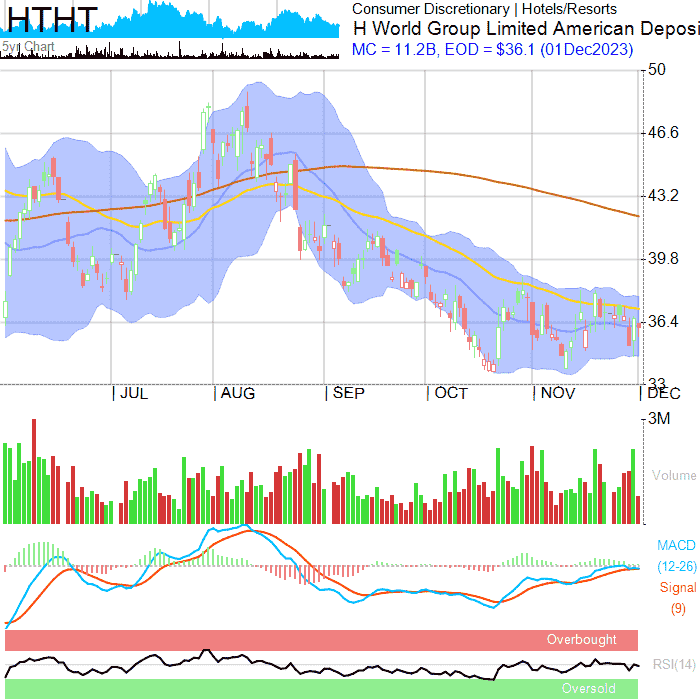 HTHT
5yr Chart
Consumer Discretionary | Hotels/Resorts
H World Group Limited American Deposi
MC = 11.2B, EOD = $36.1 (01Dec2023)
50
46.6
43.2
39.8
36.4
33
JUL
AUG
SEP
OCT
NOV
DEC
3M
Volume
MACD
(12-26)
Signal
(9)
Overbought
RSI(14)
Oversold